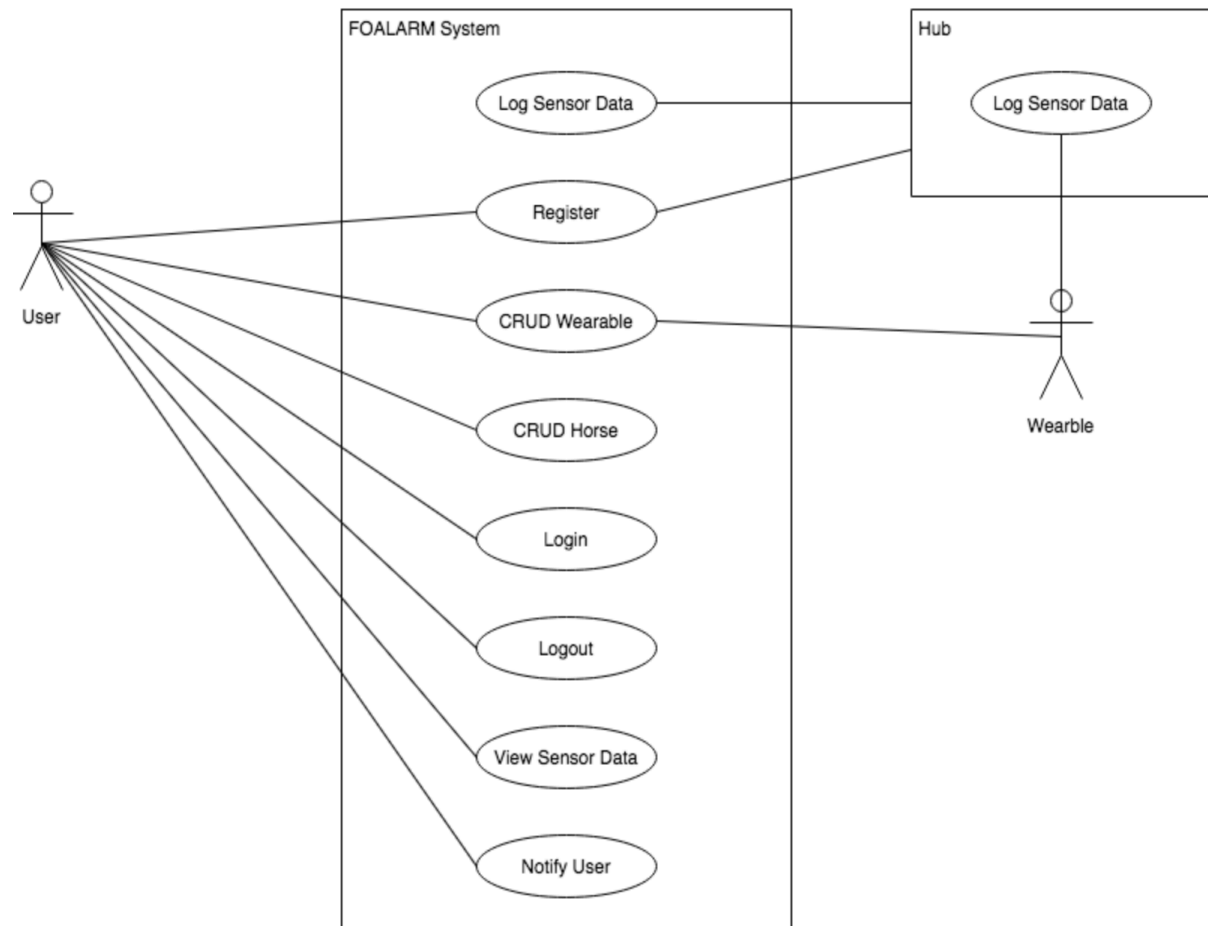 FOALARM System
Hub
Log Sensor Data
Log Sensor Data
Register
User
CRUD Wearable
CRUD Horse
Wearble
Login
Logout
View Sensor Data
Notify User